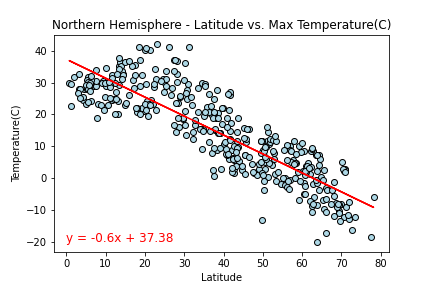 Northern Hemisphere - Latitude vs. Max Temperature(C)
Temperature(C)
40
30
20
10
0
−10
−20
y = -0.6x + 37.38
0 10 20 30 40 50 60 70 80
Latitude